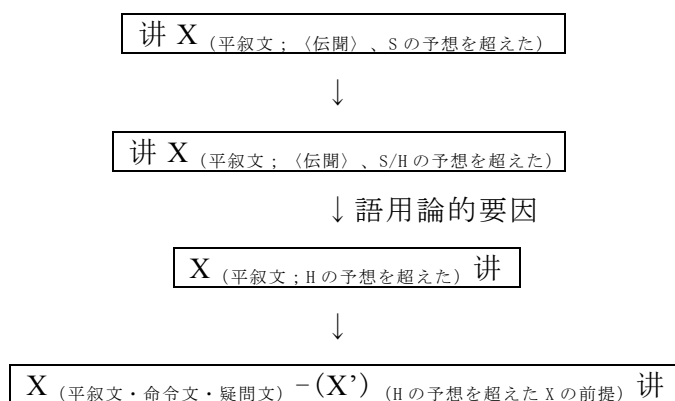 讲 X (平叙文;〈伝聞〉、S の予想を超えた)
↓
讲 X (平叙文;〈伝聞〉、S/H の予想を超えた)
↓語用論的要因
X (平叙文;H の予想を超えた) 讲
↓
X (平叙文・命令文・疑問文) −(X’) (H の予想を超えた X の前提) 讲